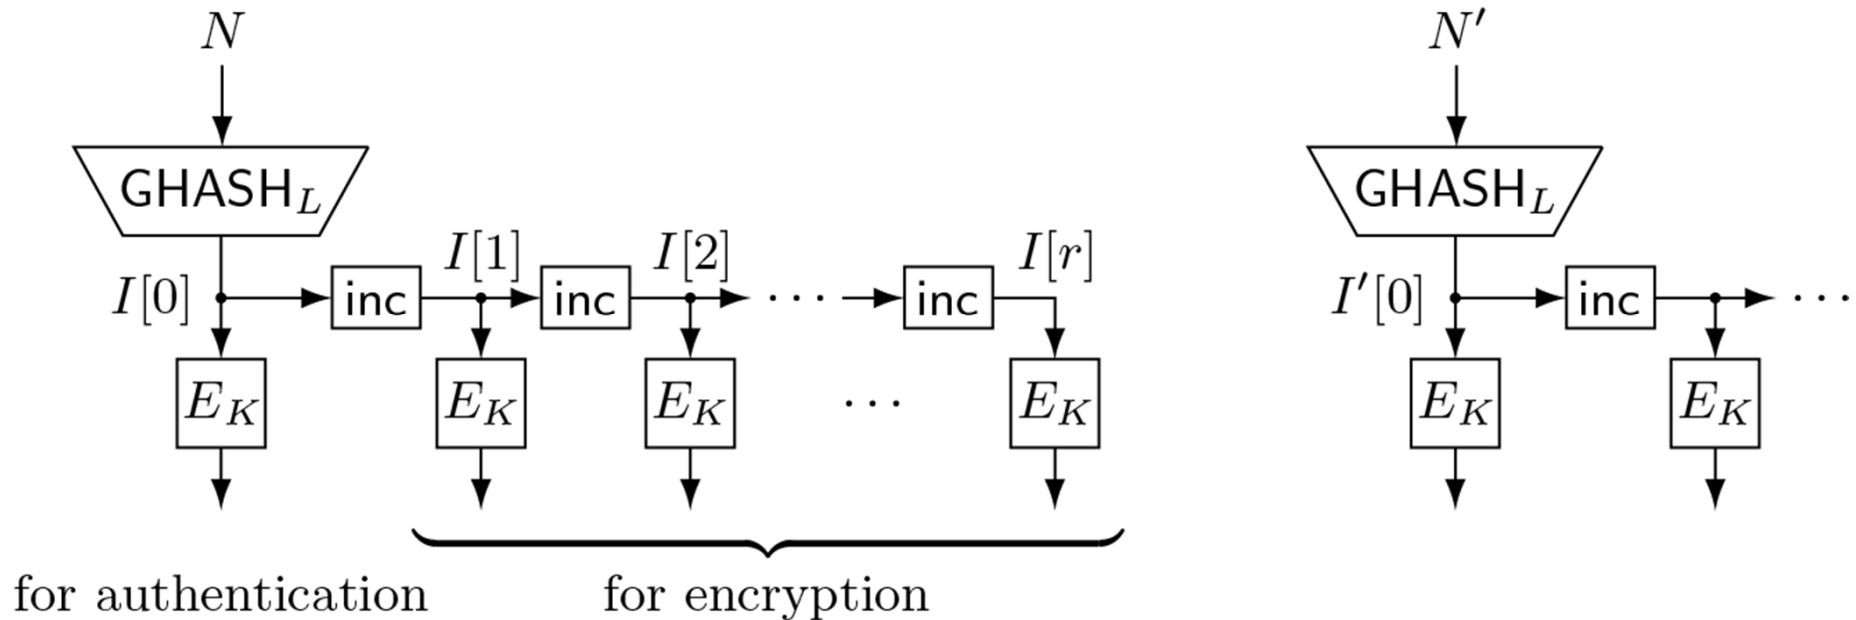 N N′
GHASH_L GHASH_L
I[0] inc I[1] inc I[2] ··· inc I[r] I′[0] inc ···
E_K E_K E_K ··· E_K E_K E_K
for authentication for encryption